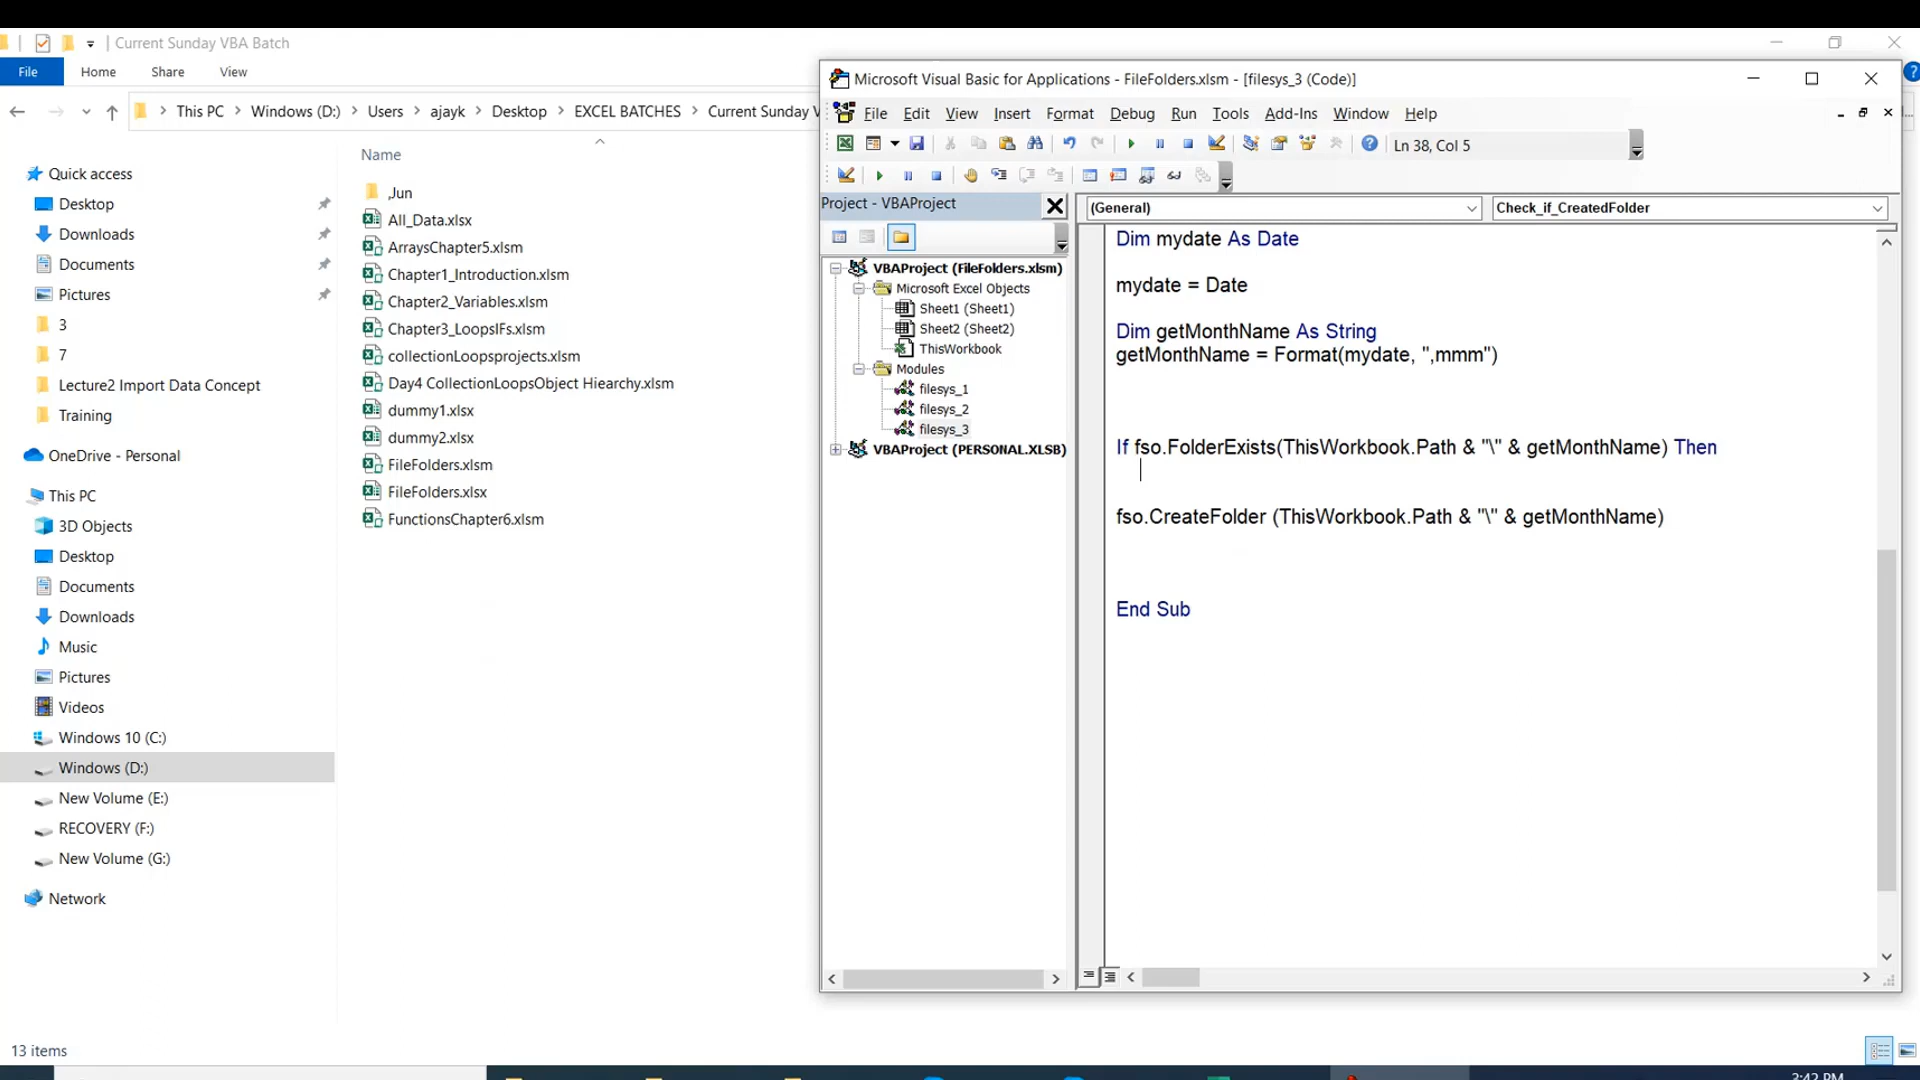 Current Sunday VBA Batch
File Home Share View
This PC > Windows (D:) > Users > ajayk > Desktop > EXCEL BATCHES > Current Sunday V
Name
Quick access
Desktop
Downloads
Documents
Pictures
3
7
Lecture2 Import Data Concept
Training
OneDrive - Personal
This PC
3D Objects
Desktop
Documents
Downloads
Music
Pictures
Videos
Windows 10 (C:)
Windows (D:)
New Volume (E:)
RECOVERY (F:)
New Volume (G:)
Network
,Jun
All_Data.xlsx
ArraysChapter5.xlsm
Chapter1_Introduction.xlsm
Chapter2_Variables.xlsm
Chapter3_LoopsIFs.xlsm
collectionLoopsprojects.xlsm
Day4 CollectionLoopsObject Hiearchy.xlsm
dummy1.xlsx
dummy2.xlsx
FileFolders.xlsm
FileFolders.xlsx
FunctionsChapter6.xlsm
13 items
Microsoft Visual Basic for Applications - FileFolders.xlsm - [filesys_3 (Code)]
File Edit View Insert Format Debug Run Tools Add-Ins Window Help
Ln 38, Col 5
Project - VBAProject
VBAProject (FileFolders.xlsm)
Microsoft Excel Objects
Sheet1 (Sheet1)
Sheet2 (Sheet2)
ThisWorkbook
Modules
filesys_1
filesys_2
filesys_3
VBAProject (PERSONAL.XLSB)
(General) Check_if_CreatedFolder
Dim mydate As Date
mydate = Date
Dim getMonthName As String
getMonthName = Format(mydate, ",mmm")
If fso.FolderExists(ThisWorkbook.Path & "\" & getMonthName) Then
fso.CreateFolder (ThisWorkbook.Path & "\" & getMonthName)
End Sub
3:42 PM